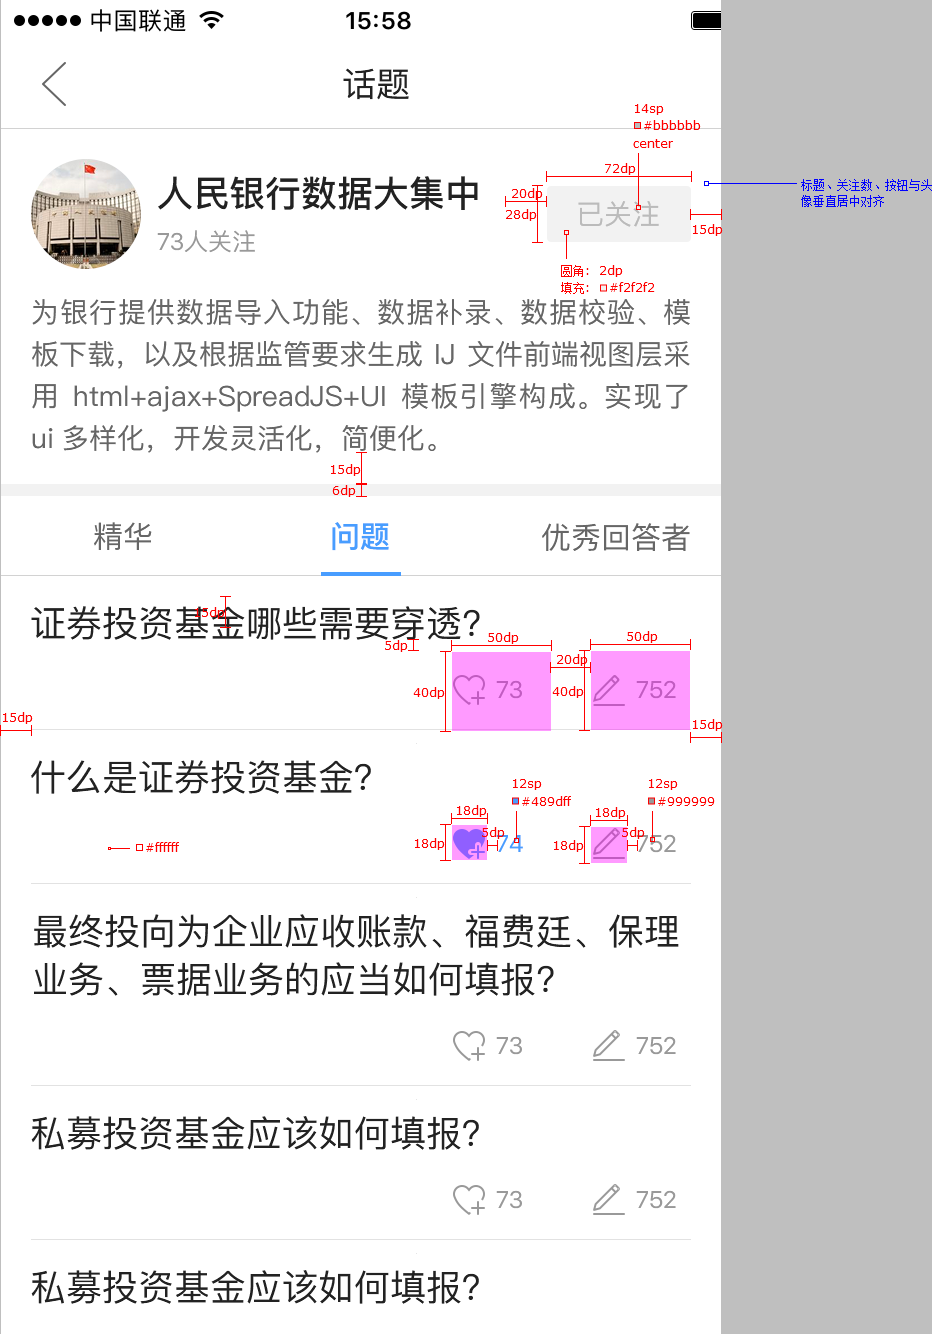 中国联通
15:58
话题
14sp
#bbbbbb
center
72dp
20dp
28dp
已关注
15dp
标题、关注数、按钮与头
像垂直居中对齐
人民银行数据大集中
73人关注
圆角： 2dp
填充： #f2f2f2
为银行提供数据导入功能、数据补录、数据校验、模
板下载，以及根据监管要求生成 IJ 文件前端视图层采
用 html+ajax+SpreadJS+UI 模板引擎构成。实现了
ui 多样化，开发灵活化，简便化。
15dp
6dp
精华
问题
优秀回答者
15dp
证券投资基金哪些需要穿透?
5dp
50dp
50dp
20dp
40dp
73
40dp
752
15dp
15dp
什么是证券投资基金?
12sp
#489dff
12sp
#999999
18dp
18dp
5dp
5dp
18dp
74
18dp
752
#ffffff
最终投向为企业应收账款、福费廷、保理
业务、票据业务的应当如何填报?
73
752
私募投资基金应该如何填报?
73
752
私募投资基金应该如何填报?